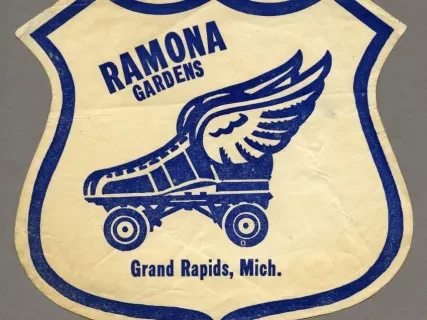 RAMONA
GARDENS
Grand Rapids, Mich.